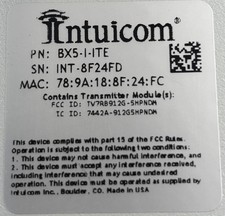 Intuicom®
PN: BX5-I-ITE
SN: INT-8F24FD
MAC: 78:9A:18:8F:24:FC
Contains Transmitter Module(s):
FCC ID: TV7RB912G-5HPNDM
IC ID: 7442A-912G5HPNDM
This device complies with part 15 of the FCC Rules.
Operation is subject to the following two conditions:
1. This device may not cause harmful interference, and
2. This device must accept any interference received,
including interference that may cause undesired
operation.
This device must be operated as supplied by
Intuicom Inc., Boulder, CO. Made in USA